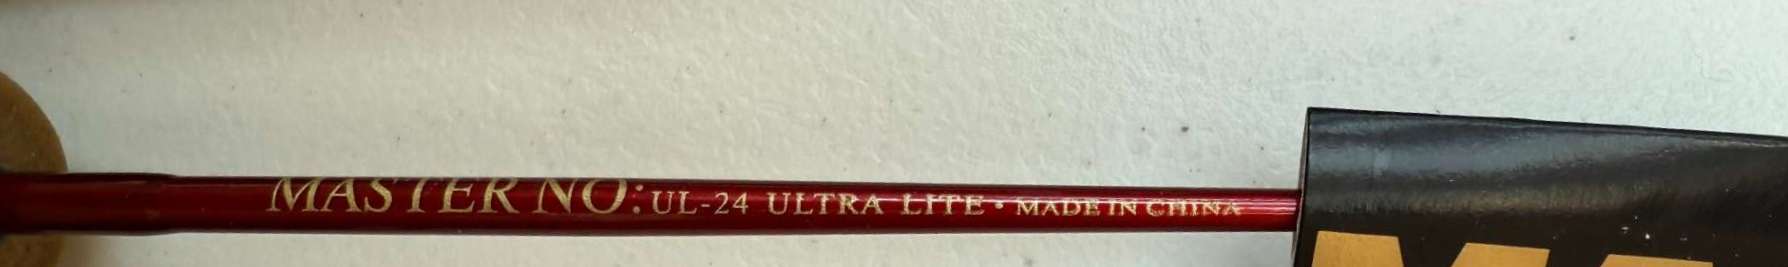 MASTER NO: UL-24 ULTRA LITE • MADE IN CHINA